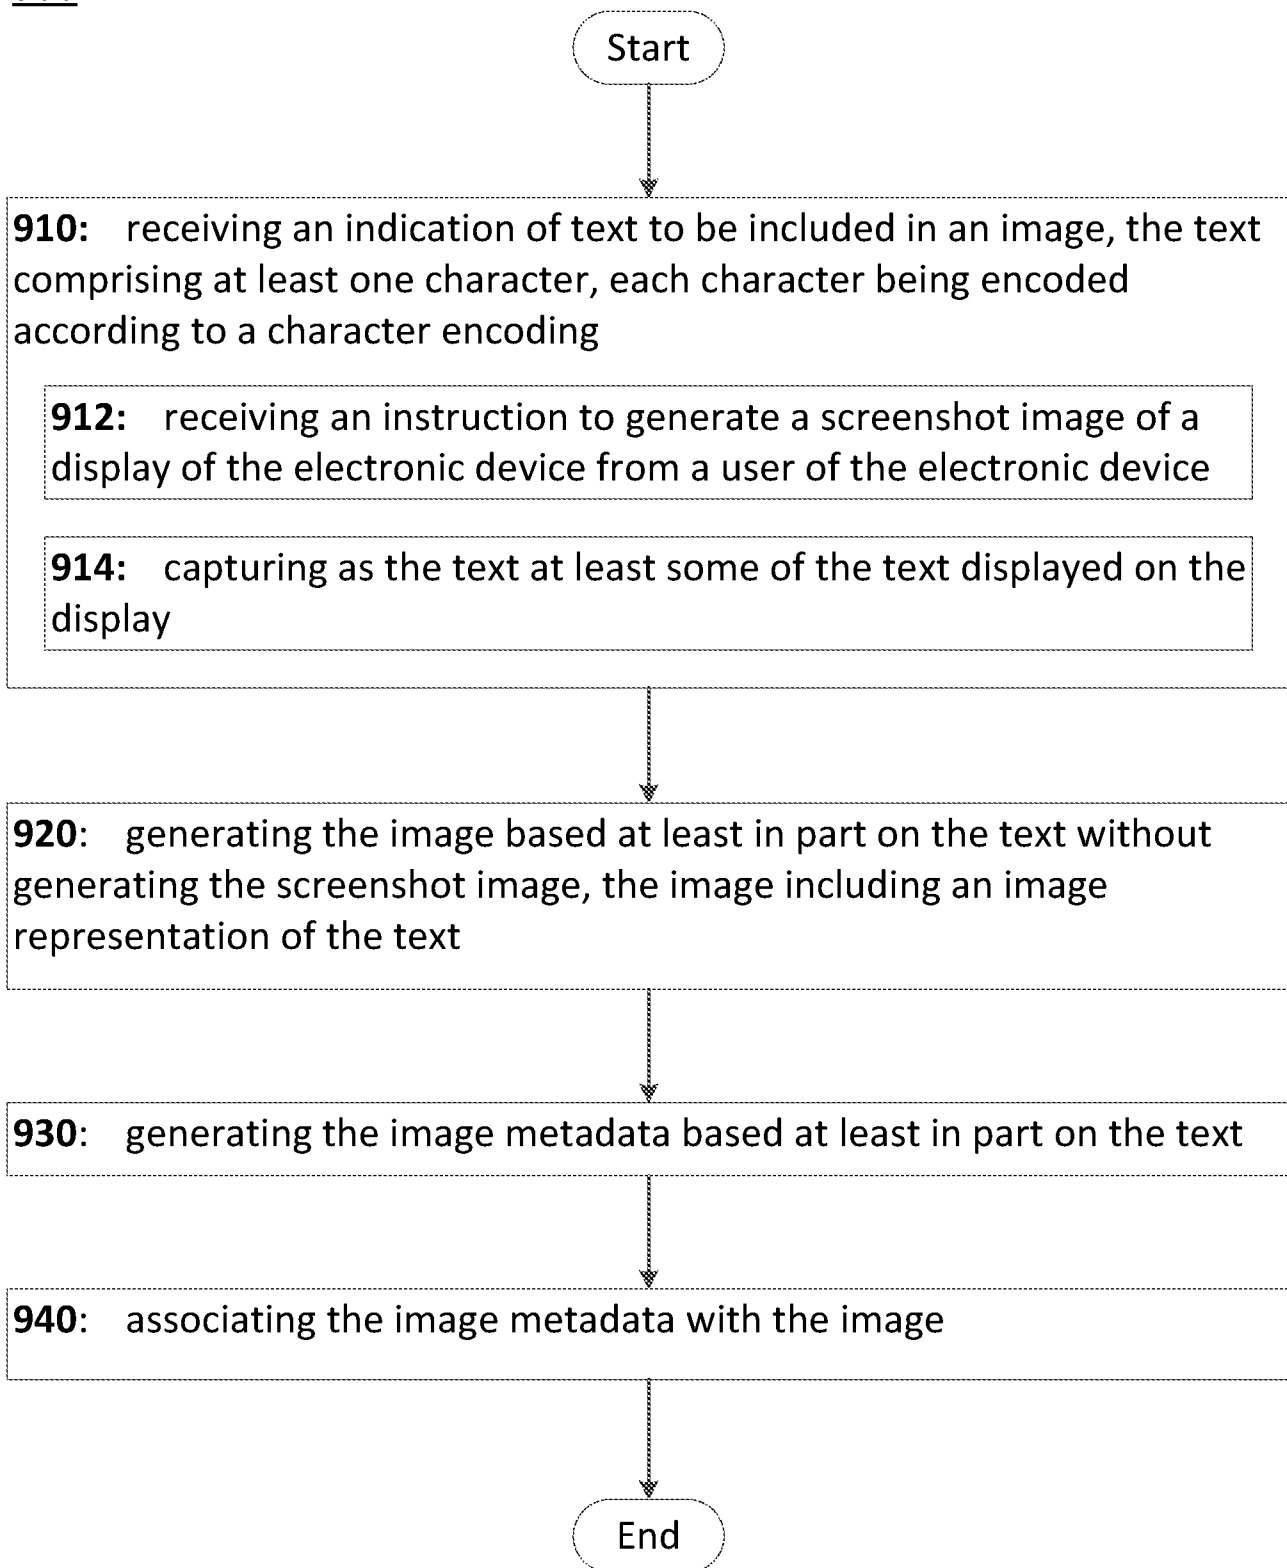 Start
910: receiving an indication of text to be included in an image, the text
comprising at least one character, each character being encoded
according to a character encoding
912: receiving an instruction to generate a screenshot image of a
display of the electronic device from a user of the electronic device
914: capturing as the text at least some of the text displayed on the
display
920: generating the image based at least in part on the text without
generating the screenshot image, the image including an image
representation of the text
930: generating the image metadata based at least in part on the text
940: associating the image metadata with the image
End